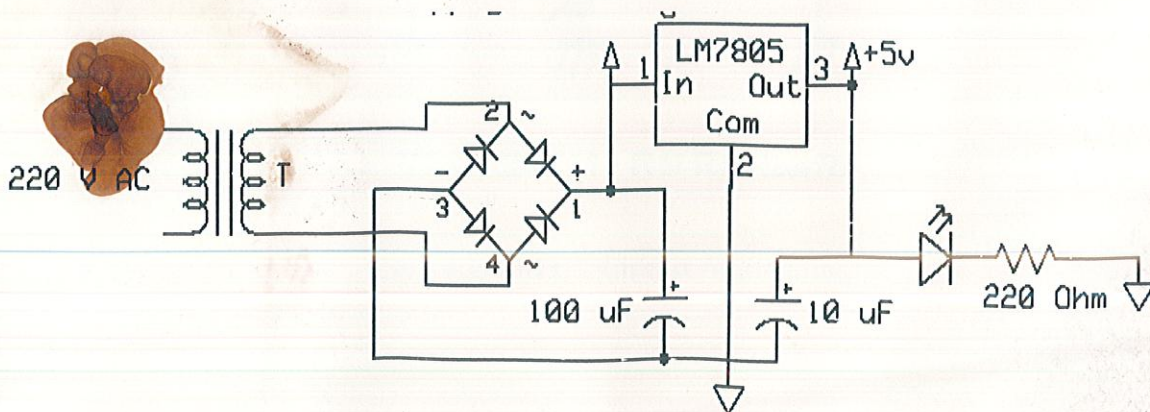 LM7805
1 In Out 3 +5v
Com
2
2 ~
220 V AC T
- +
3 1
4 ~
+ +
100 uF 10 uF 220 Ohm